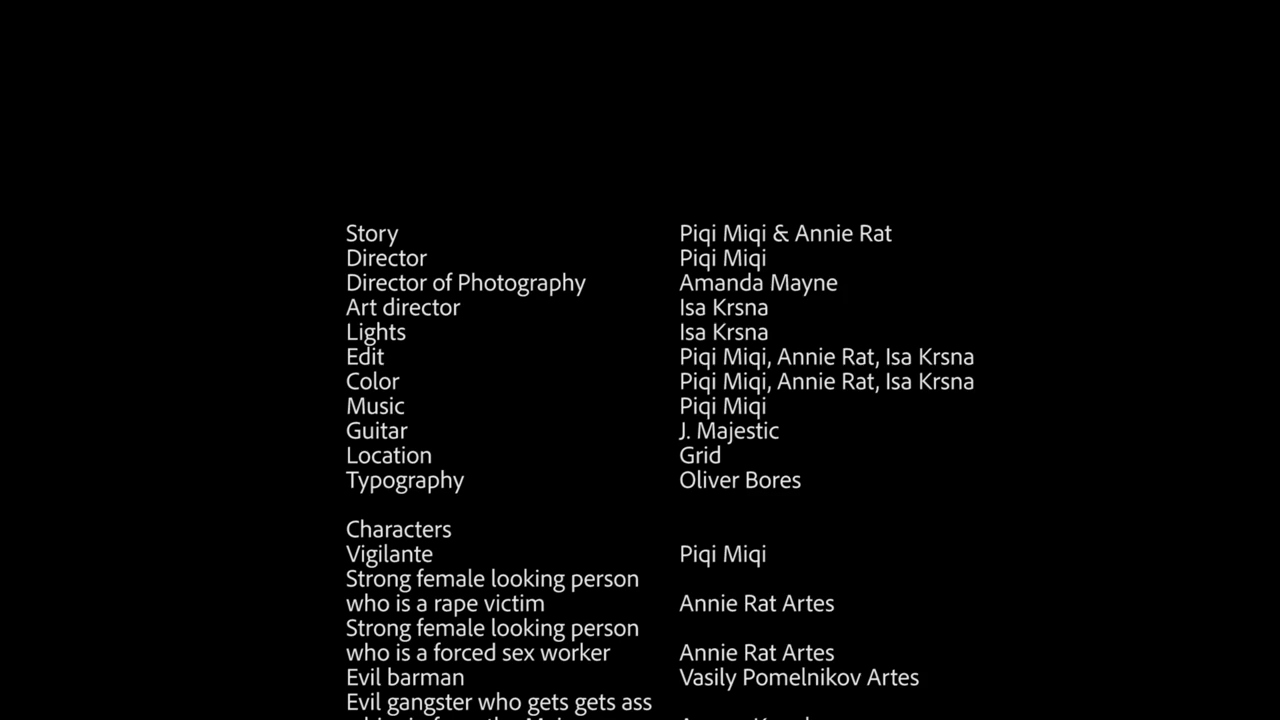 Story Piqi Miqi & Annie Rat
Director Piqi Miqi
Director of Photography Amanda Mayne
Art director Isa Krsna
Lights Isa Krsna
Edit Piqi Miqi, Annie Rat, Isa Krsna
Color Piqi Miqi, Annie Rat, Isa Krsna
Music Piqi Miqi
Guitar J. Majestic
Location Grid
Typography Oliver Bores
Characters
Vigilante Piqi Miqi
Strong female looking person
who is a rape victim Annie Rat Artes
Strong female looking person
who is a forced sex worker Annie Rat Artes
Evil barman Vasily Pomelnikov Artes
Evil gangster who gets gets ass